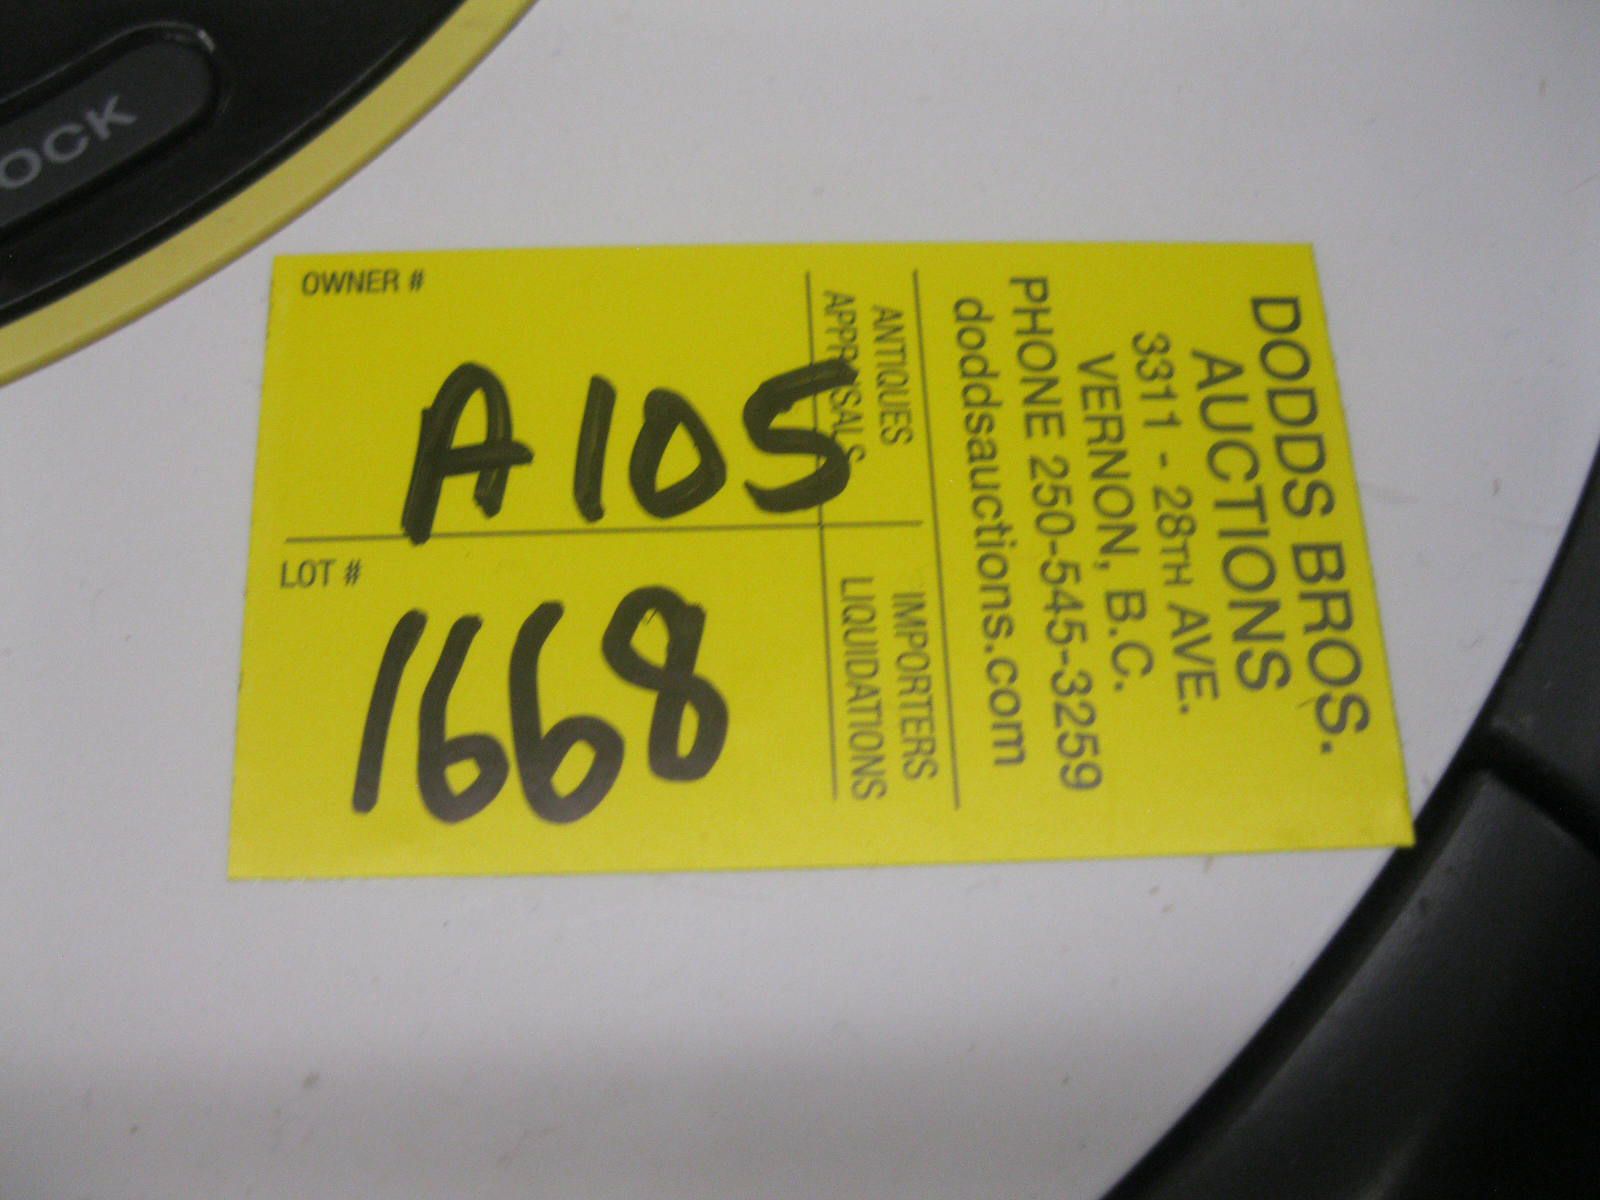 OCK
OWNER #
A105
LOT #
1668
DODDS BROS.
AUCTIONS
3311 - 28TH AVE.
VERNON, B.C.
PHONE 250-545-3259
doddsauctions.com
ANTIQUES IMPORTERS
APPRAISALS LIQUIDATIONS